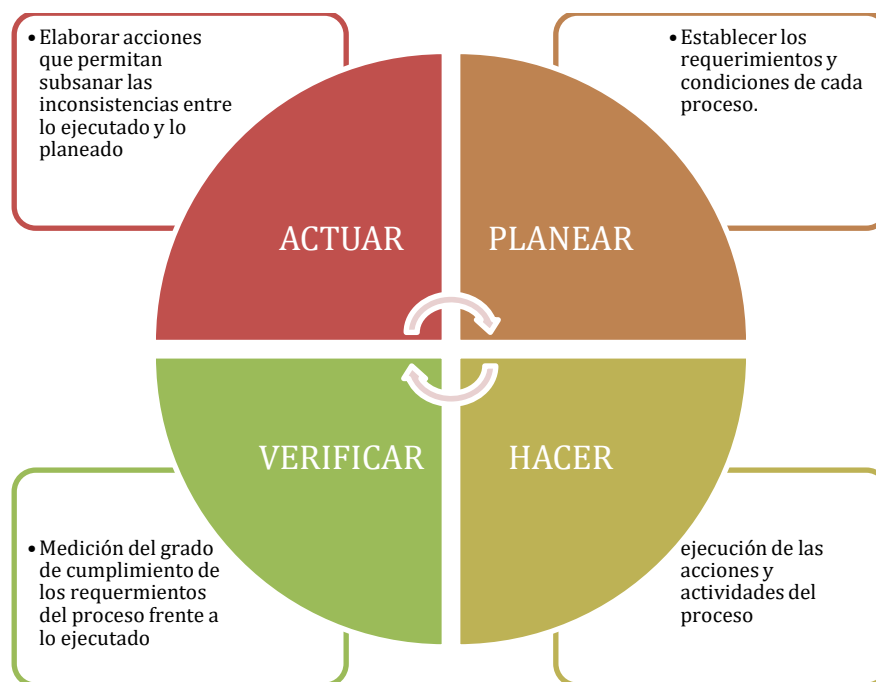 • Elaborar acciones
que permitan
subsanar las
inconsistencias entre
lo ejecutado y lo
planeado
• Establecer los
requerimientos y
condiciones de cada
proceso.
ACTUAR
PLANEAR
VERIFICAR
HACER
• Medición del grado
de cumplimiento de
los requermientos
del proceso frente a
lo ejecutado
ejecución de las
acciones y
actividades del
proceso